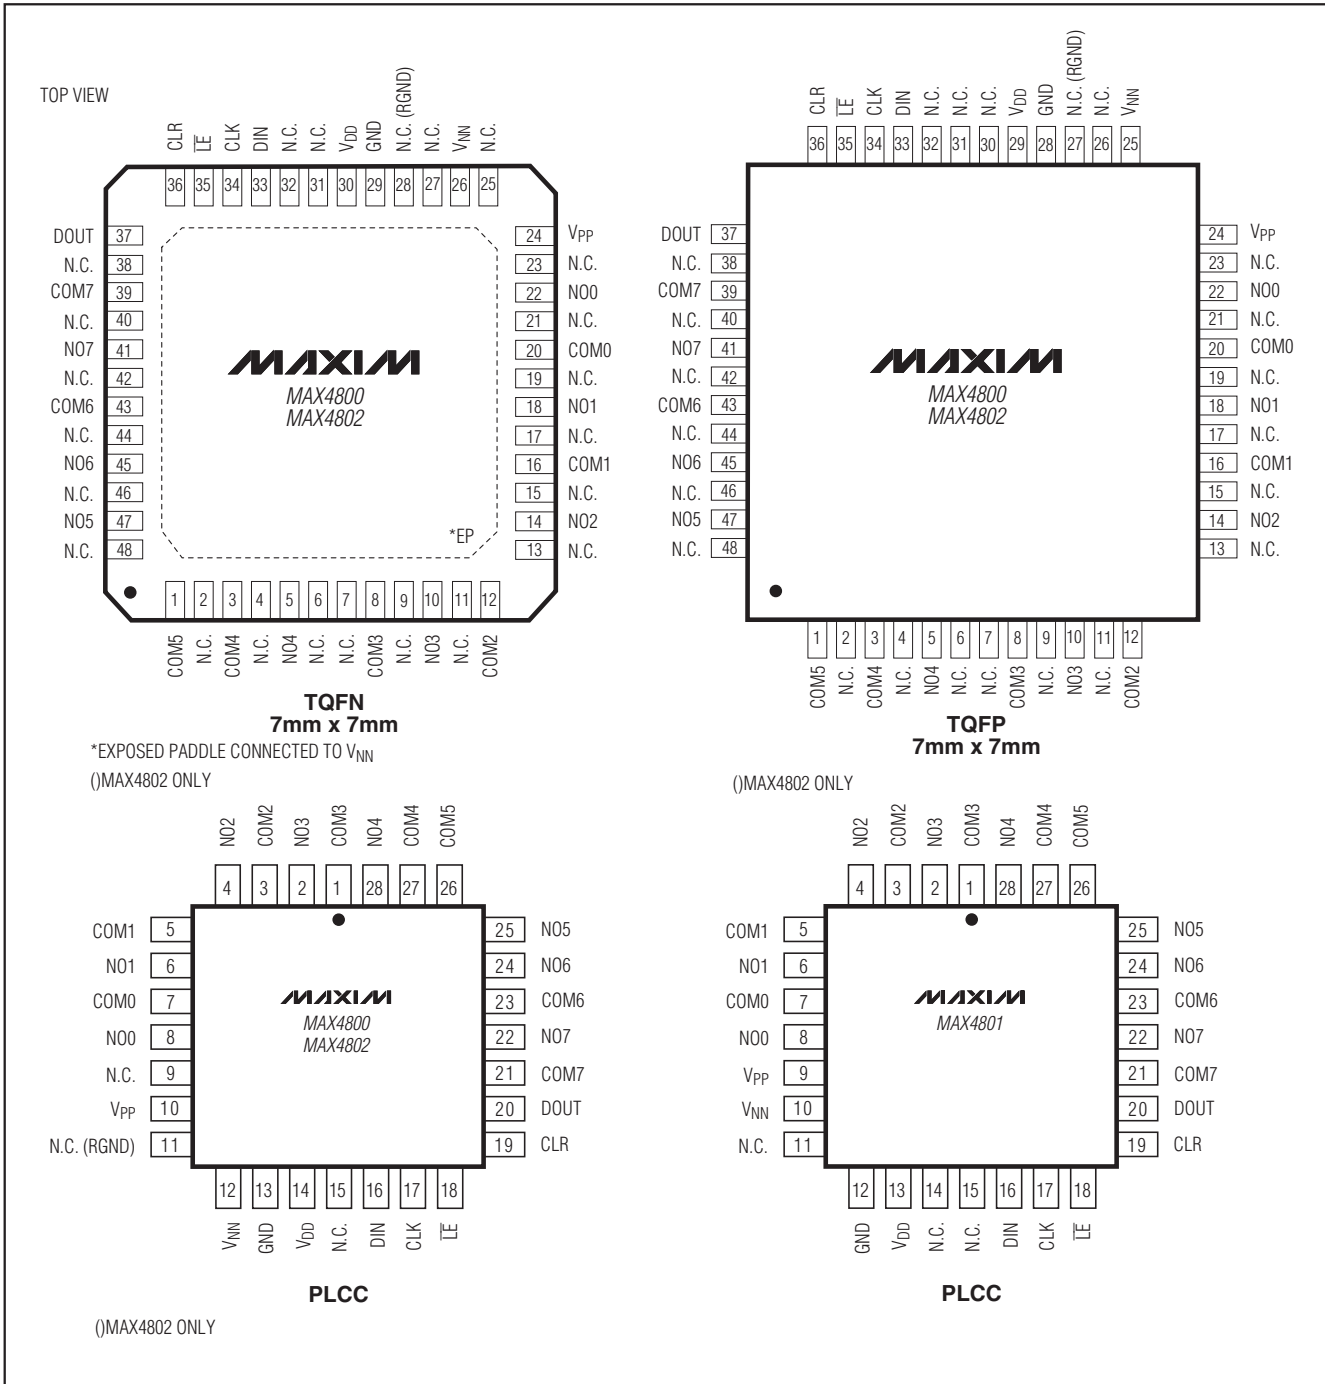 TOP VIEW
CLR LE CLK DIN N.C. N.C. VDD GND N.C. (RGND) N.C. VNN N.C.
36 35 34 33 32 31 30 29 28 27 26 25
DOUT 37
N.C. 38
COM7 39
N.C. 40
NO7 41
N.C. 42
COM6 43
N.C. 44
NO6 45
N.C. 46
NO5 47
N.C. 48
MAXIM
MAX4800
MAX4802
*EP
24 VPP
23 N.C.
22 NO0
21 N.C.
20 COM0
19 N.C.
18 NO1
17 N.C.
16 COM1
15 N.C.
14 NO2
13 N.C.
1 2 3 4 5 6 7 8 9 10 11 12
COM5 N.C. COM4 N.C. NO4 N.C. N.C. COM3 N.C. NO3 N.C. COM2
TQFN
7mm x 7mm
*EXPOSED PADDLE CONNECTED TO VNN
()MAX4802 ONLY
CLR LE CLK DIN N.C. N.C. N.C. VDD GND N.C. (RGND) N.C. VNN
36 35 34 33 32 31 30 29 28 27 26 25
DOUT 37
N.C. 38
COM7 39
N.C. 40
NO7 41
N.C. 42
COM6 43
N.C. 44
NO6 45
N.C. 46
NO5 47
N.C. 48
MAXIM
MAX4800
MAX4802
24 VPP
23 N.C.
22 NO0
21 N.C.
20 COM0
19 N.C.
18 NO1
17 N.C.
16 COM1
15 N.C.
14 NO2
13 N.C.
1 2 3 4 5 6 7 8 9 10 11 12
COM5 N.C. COM4 N.C. NO4 N.C. N.C. COM3 N.C. NO3 N.C. COM2
TQFP
7mm x 7mm
()MAX4802 ONLY
NO2 COM2 NO3 COM3 NO4 COM4 COM5
4 3 2 1 28 27 26
COM1 5
NO1 6
COM0 7
NO0 8
N.C. 9
VPP 10
N.C. (RGND) 11
MAXIM
MAX4800
MAX4802
25 NO5
24 NO6
23 COM6
22 NO7
21 COM7
20 DOUT
19 CLR
12 13 14 15 16 17 18
VNN GND VDD N.C. DIN CLK LE
PLCC
()MAX4802 ONLY
NO2 COM2 NO3 COM3 NO4 COM4 COM5
4 3 2 1 28 27 26
COM1 5
NO1 6
COM0 7
NO0 8
VPP 9
VNN 10
N.C. 11
MAXIM
MAX4801
25 NO5
24 NO6
23 COM6
22 NO7
21 COM7
20 DOUT
19 CLR
12 13 14 15 16 17 18
GND VDD N.C. N.C. DIN CLK LE
PLCC